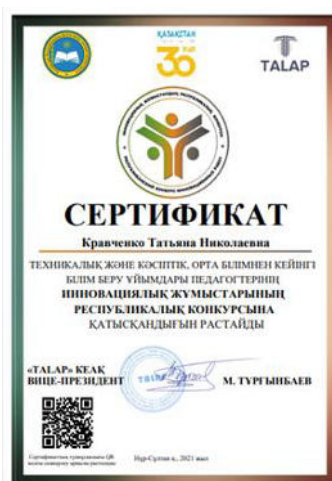 ҚАЗАҚСТАН
30
TALAP
СЕРТИФИКАТ
Кравченко Татьяна Николаевна
ТЕХНИКАЛЫҚ ЖӘНЕ КӘСІПТІК, ОРТА БІЛІМНЕН КЕЙІНГІ
БІЛІМ БЕРУ ҰЙЫМДАРЫ ПЕДАГОГТЕРІНІҢ
ИННОВАЦИЯЛЫҚ ЖҰМЫСТАРЫНЫҢ
РЕСПУБЛИКАЛЫҚ КОНКУРСЫНА
ҚАТЫСҚАНДЫҒЫН РАСТАЙДЫ
«TALAP» КЕАҚ
ВИЦЕ-ПРЕЗИДЕНТ
М. ТҰРҒЫНБАЕВ
TALAP
Нұр-Сұлтан қ., 2021 жыл